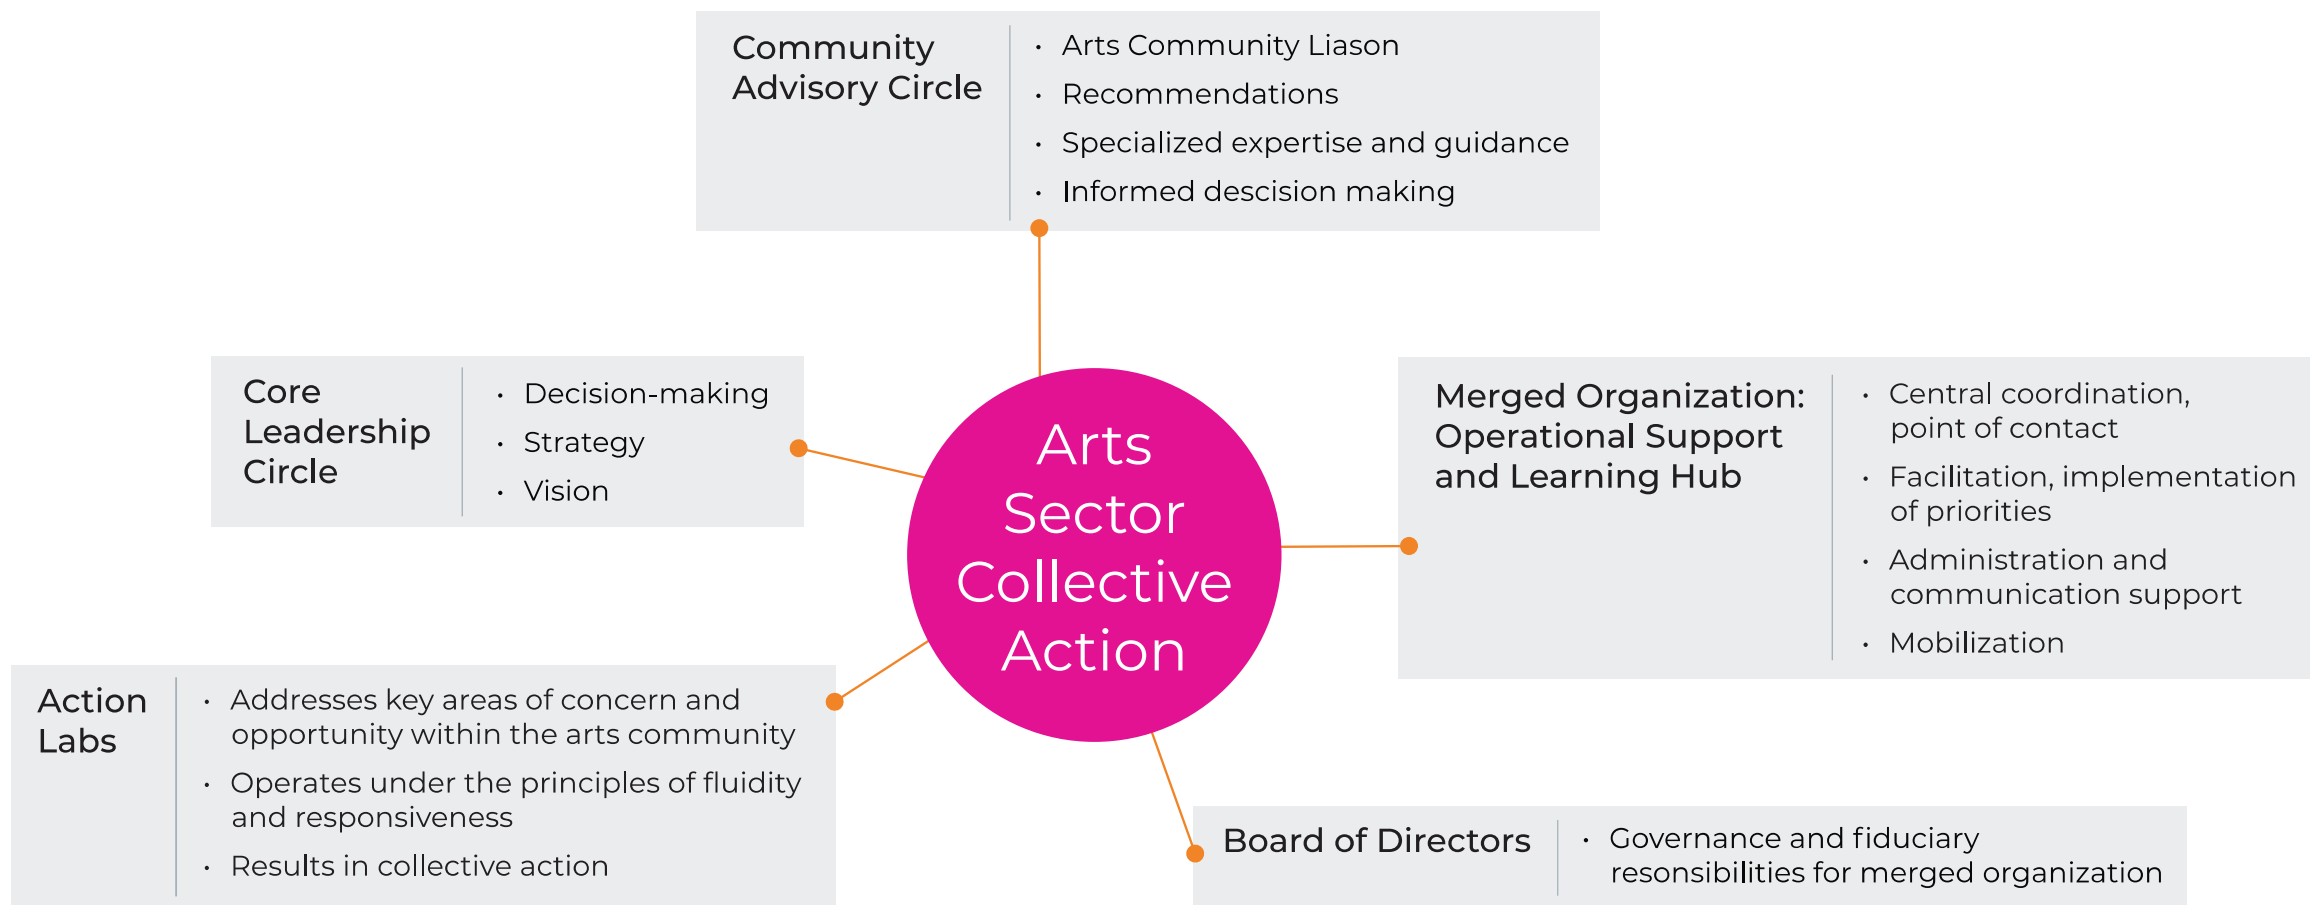 Community
Advisory Circle
• Arts Community Liason
• Recommendations
• Specialized expertise and guidance
• Informed descision making
Core
Leadership
Circle
• Decision-making
• Strategy
• Vision
Arts
Sector
Collective
Action
Merged Organization:
Operational Support
and Learning Hub
• Central coordination,
point of contact
• Facilitation, implementation
of priorities
• Administration and
communication support
• Mobilization
Action
Labs
• Addresses key areas of concern and
opportunity within the arts community
• Operates under the principles of fluidity
and responsiveness
• Results in collective action
Board of Directors
• Governance and fiduciary
resonsibilities for merged organization